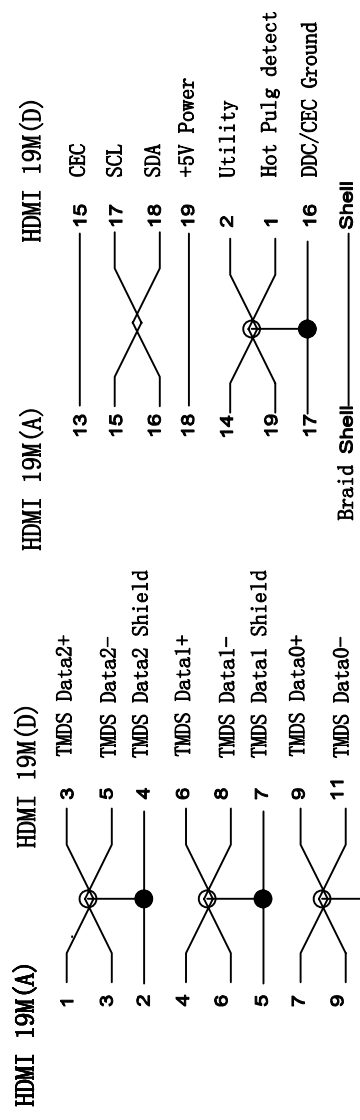 HDMI 19M(A) HDMI 19M(D)
1 3 TMDS Data2+
3 5 TMDS Data2-
2 4 TMDS Data2 Shield
4 6 TMDS Data1+
6 8 TMDS Data1-
5 7 TMDS Data1 Shield
7 9 TMDS Data0+
9 11 TMDS Data0-
HDMI 19M(A) HDMI 19M(D)
13 15 CEC
15 17 SCL
16 18 SDA
18 19 +5V Power
14 2 Utility
19 1 Hot Pulg detect
17 16 DDC/CEC Ground
Braid Shell Shell